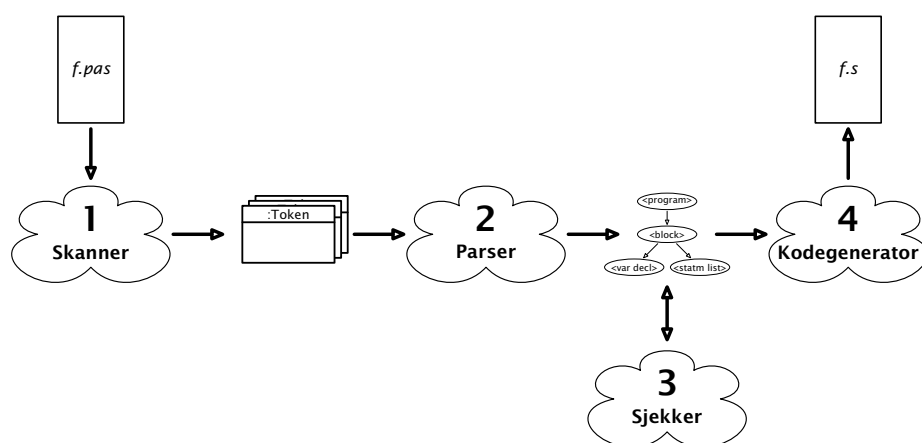 f.pas
f.s
1
Skanner
:Token
2
Parser
<program>
<block>
<var decl>
<statm list>
4
Kodegenerator
3
Sjekker